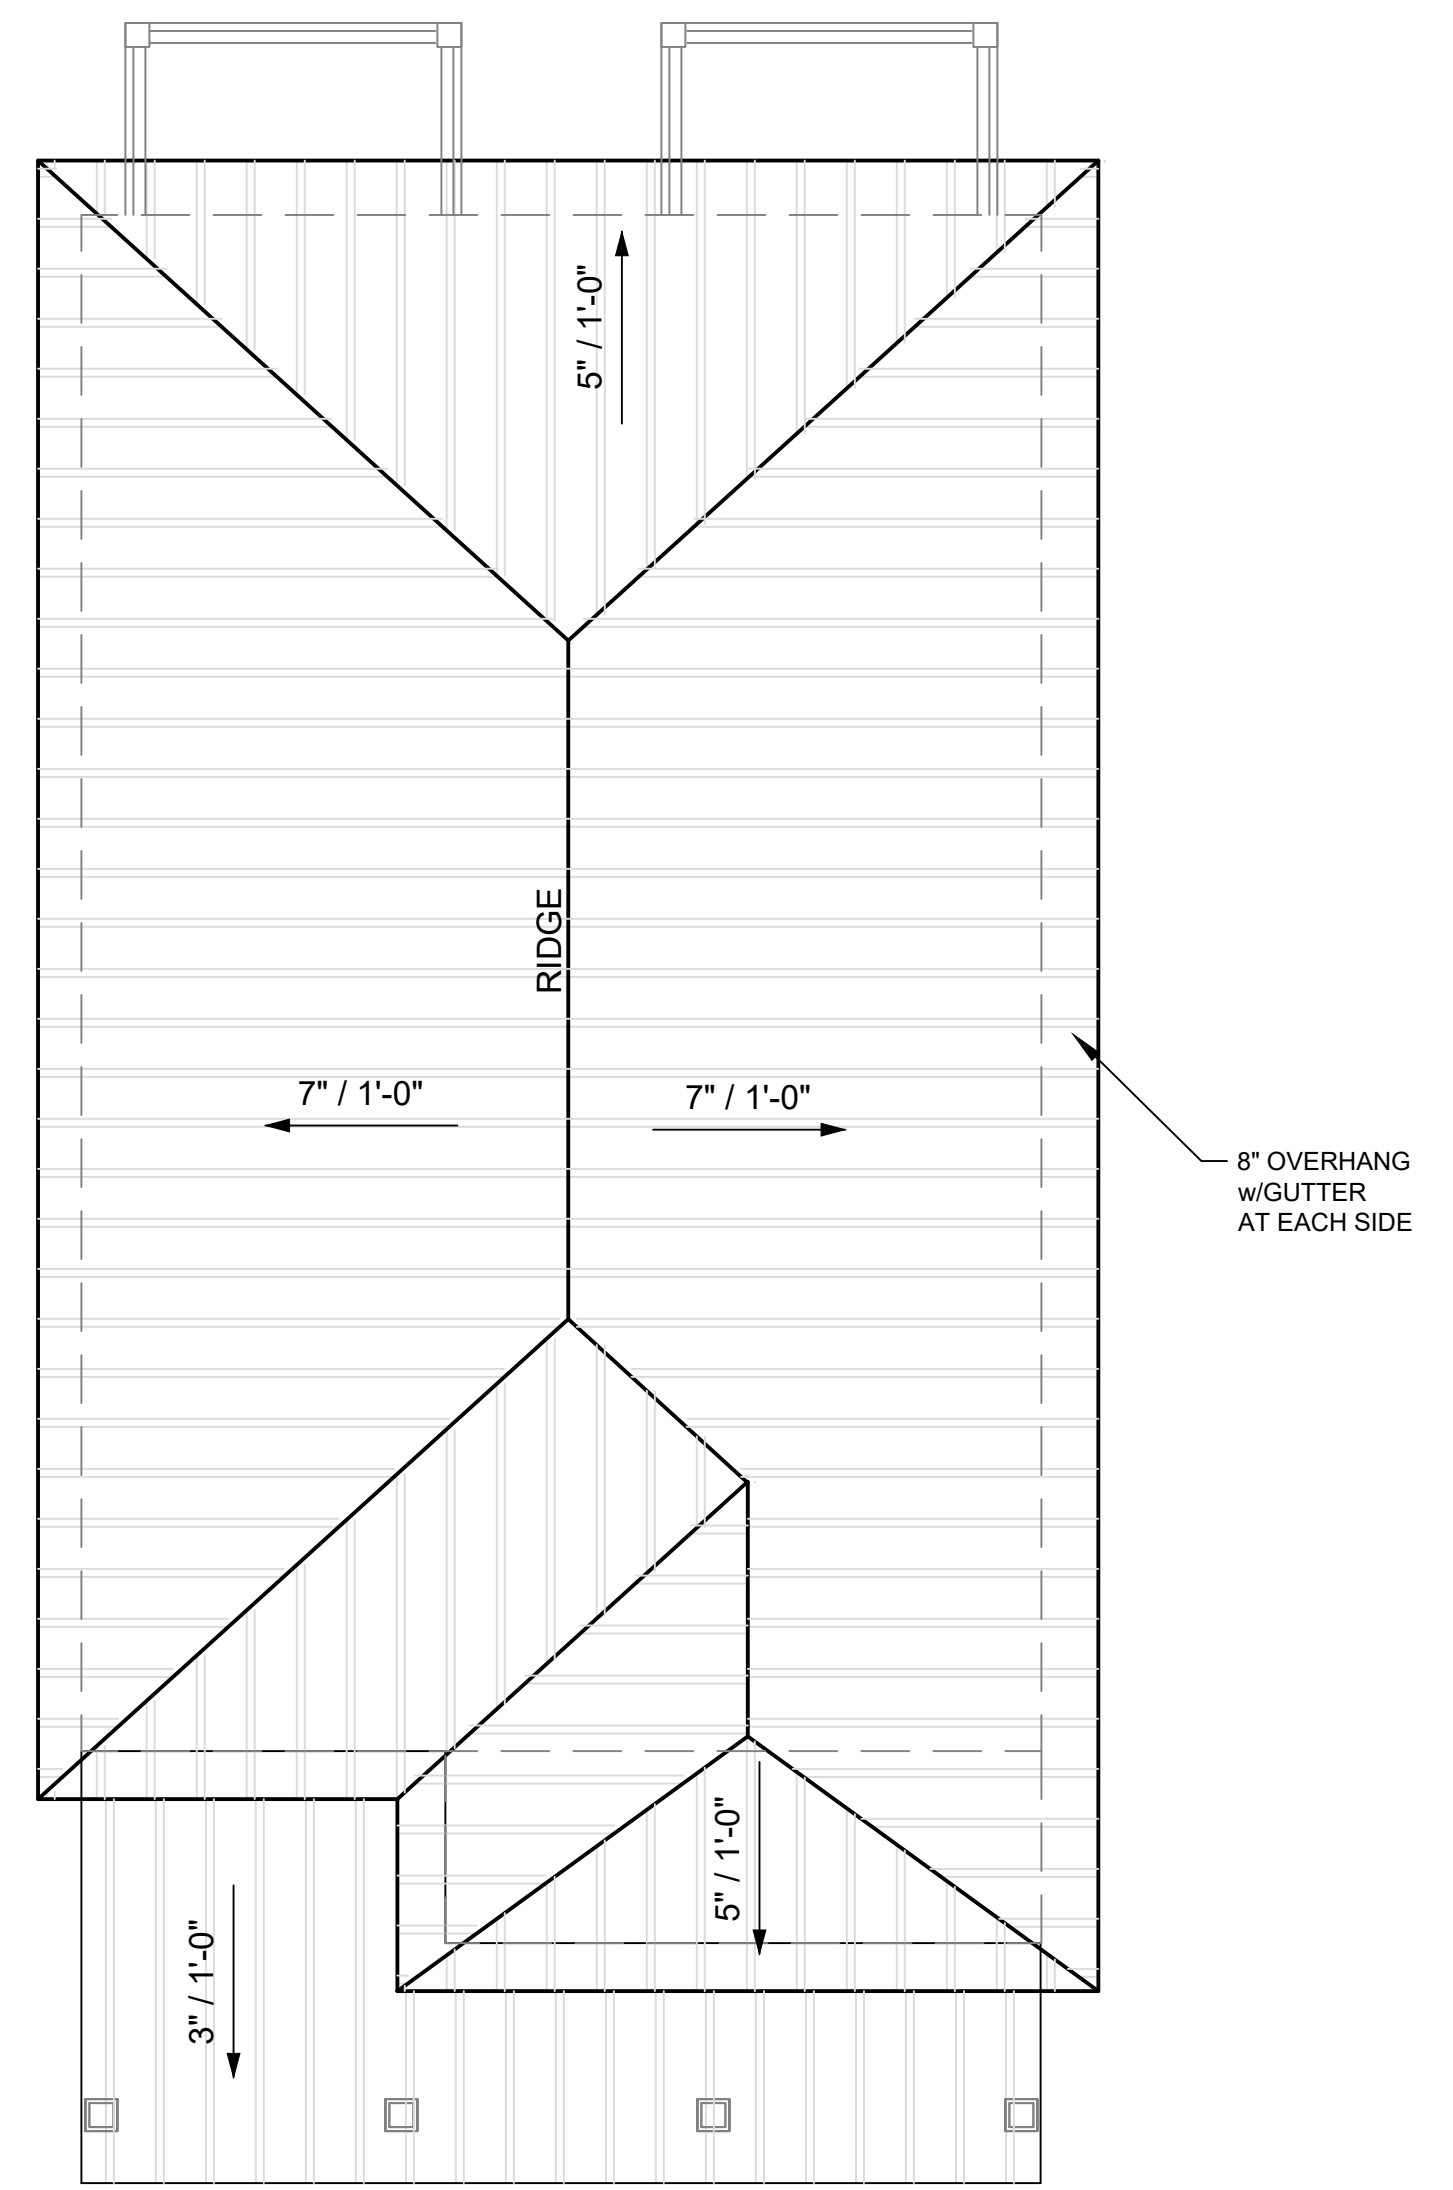 5" / 1'-0"
RIDGE
7" / 1'-0"
7" / 1'-0"
8" OVERHANG
w/GUTTER
AT EACH SIDE
5" / 1'-0"
3" / 1'-0"